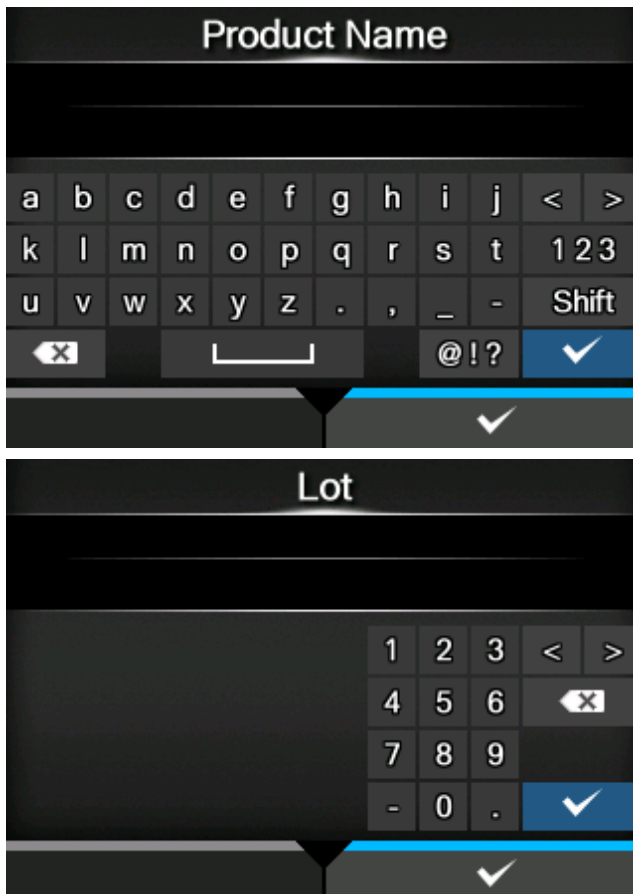 Product Name
a b c d e f g h i j < >
k l m n o p q r s t 123
u v w x y z . , _ - Shift
@!?
Lot
1 2 3 < >
4 5 6
7 8 9
- 0 .